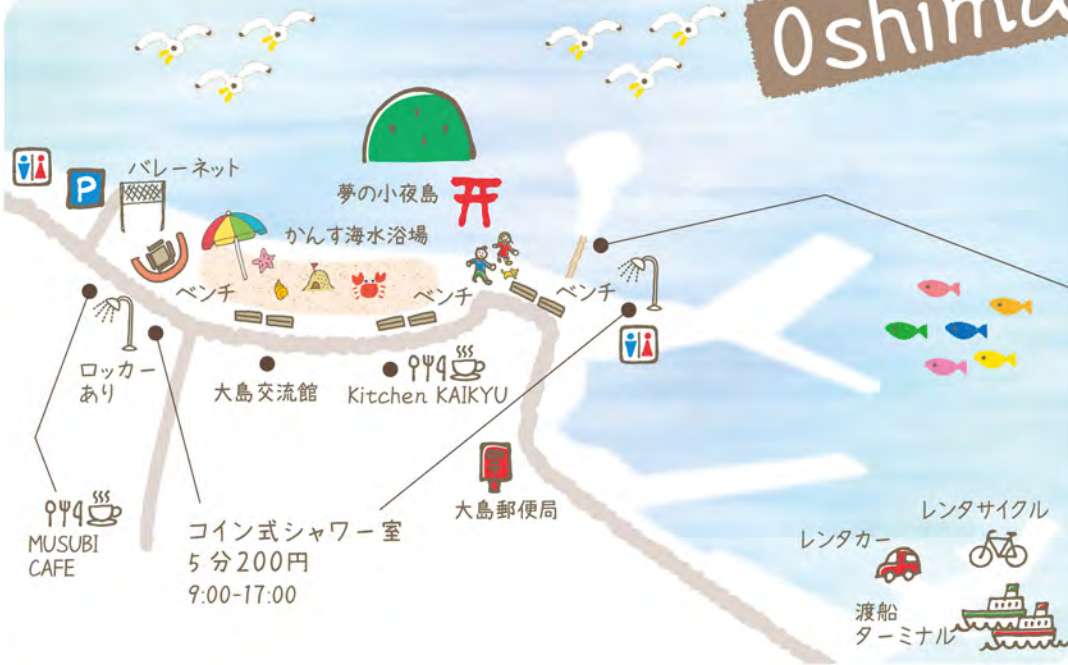 Oshima
P
バレーネット
夢の小夜島
かんす海水浴場
ベンチ
ベンチ
ベンチ
ロッカー
あり
大島交流館
Kitchen KAIKYU
大島郵便局
MUSUBI
CAFE
コイン式シャワー室
5分200円
9:00-17:00
レンタサイクル
レンタカー
渡船
ターミナル